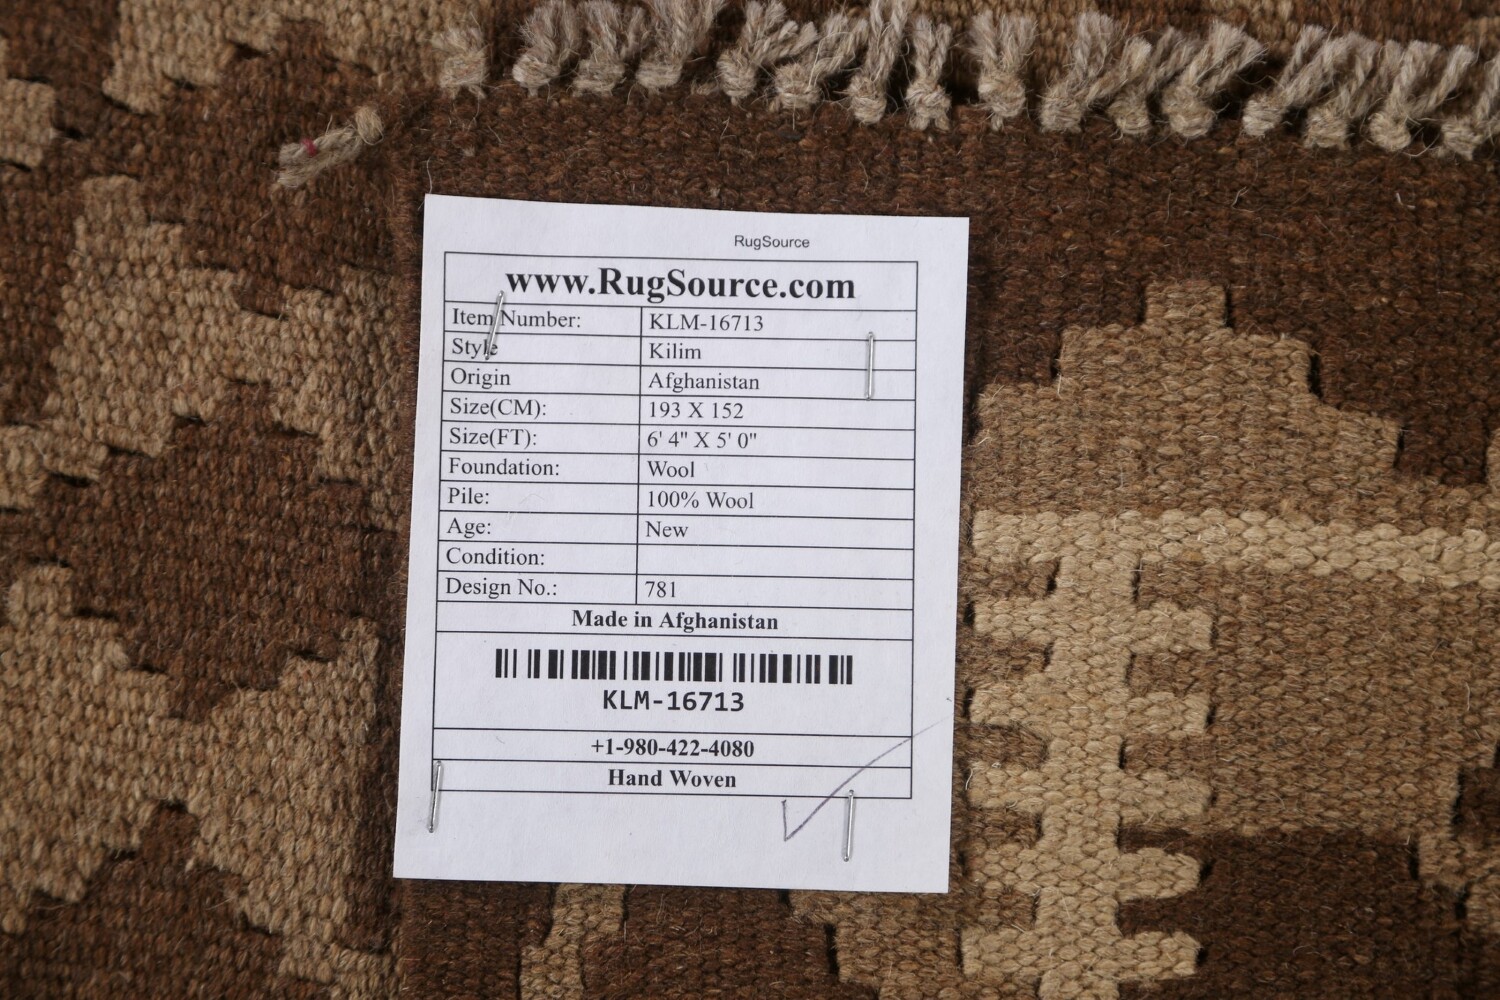 RugSource
www.RugSource.com
Item Number: KLM-16713
Style Kilim
Origin Afghanistan
Size(CM): 193 X 152
Size(FT): 6' 4" X 5' 0"
Foundation: Wool
Pile: 100% Wool
Age: New
Condition:
Design No.: 781
Made in Afghanistan
KLM-16713
+1-980-422-4080
Hand Woven